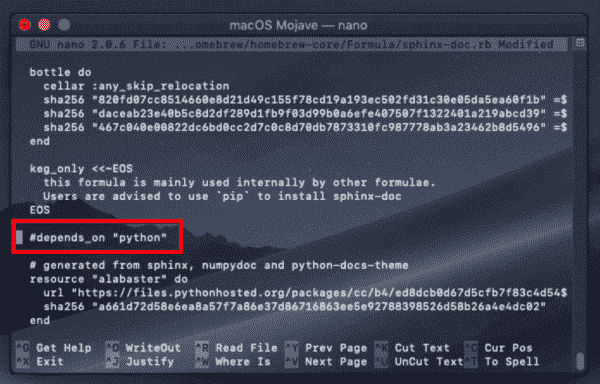 macOS Mojave — nano
GNU nano 2.0.6 File: ...omebrew/homebrew-core/Formula/sphinx-doc.rb Modified
bottle do
cellar :any_skip_relocation
sha256 "820fd07cc8514660e8d21d49c155f78cd19a193ec502fd31c30e05da5ea60f1b" =$
sha256 "daceab23e40b5c8d2df289d1fb9f03d99b0a6efe407507f1322401a219abcd39" =$
sha256 "467c040e00822dc6bd0cc2d7c0c8d70db7873310fc987778ab3a23462b8d5496" =$
end
keg_only <<~EOS
this formula is mainly used internally by other formulae.
Users are advised to use `pip` to install sphinx-doc
EOS
#depends_on "python"
# generated from sphinx, numpydoc and python-docs-theme
resource "alabaster" do
url "https://files.pythonhosted.org/packages/cc/b4/ed8dcb0d67d5cfb7f83c4d54$
sha256 "a661d72d58e6ea8a57f7a86e37d86716863ee5e92788398526d58b26a4e4dc02"
end
^G Get Help ^O WriteOut ^R Read File ^Y Prev Page ^K Cut Text ^C Cur Pos
^X Exit ^J Justify ^W Where Is ^V Next Page ^U UnCut Text ^T To Spell